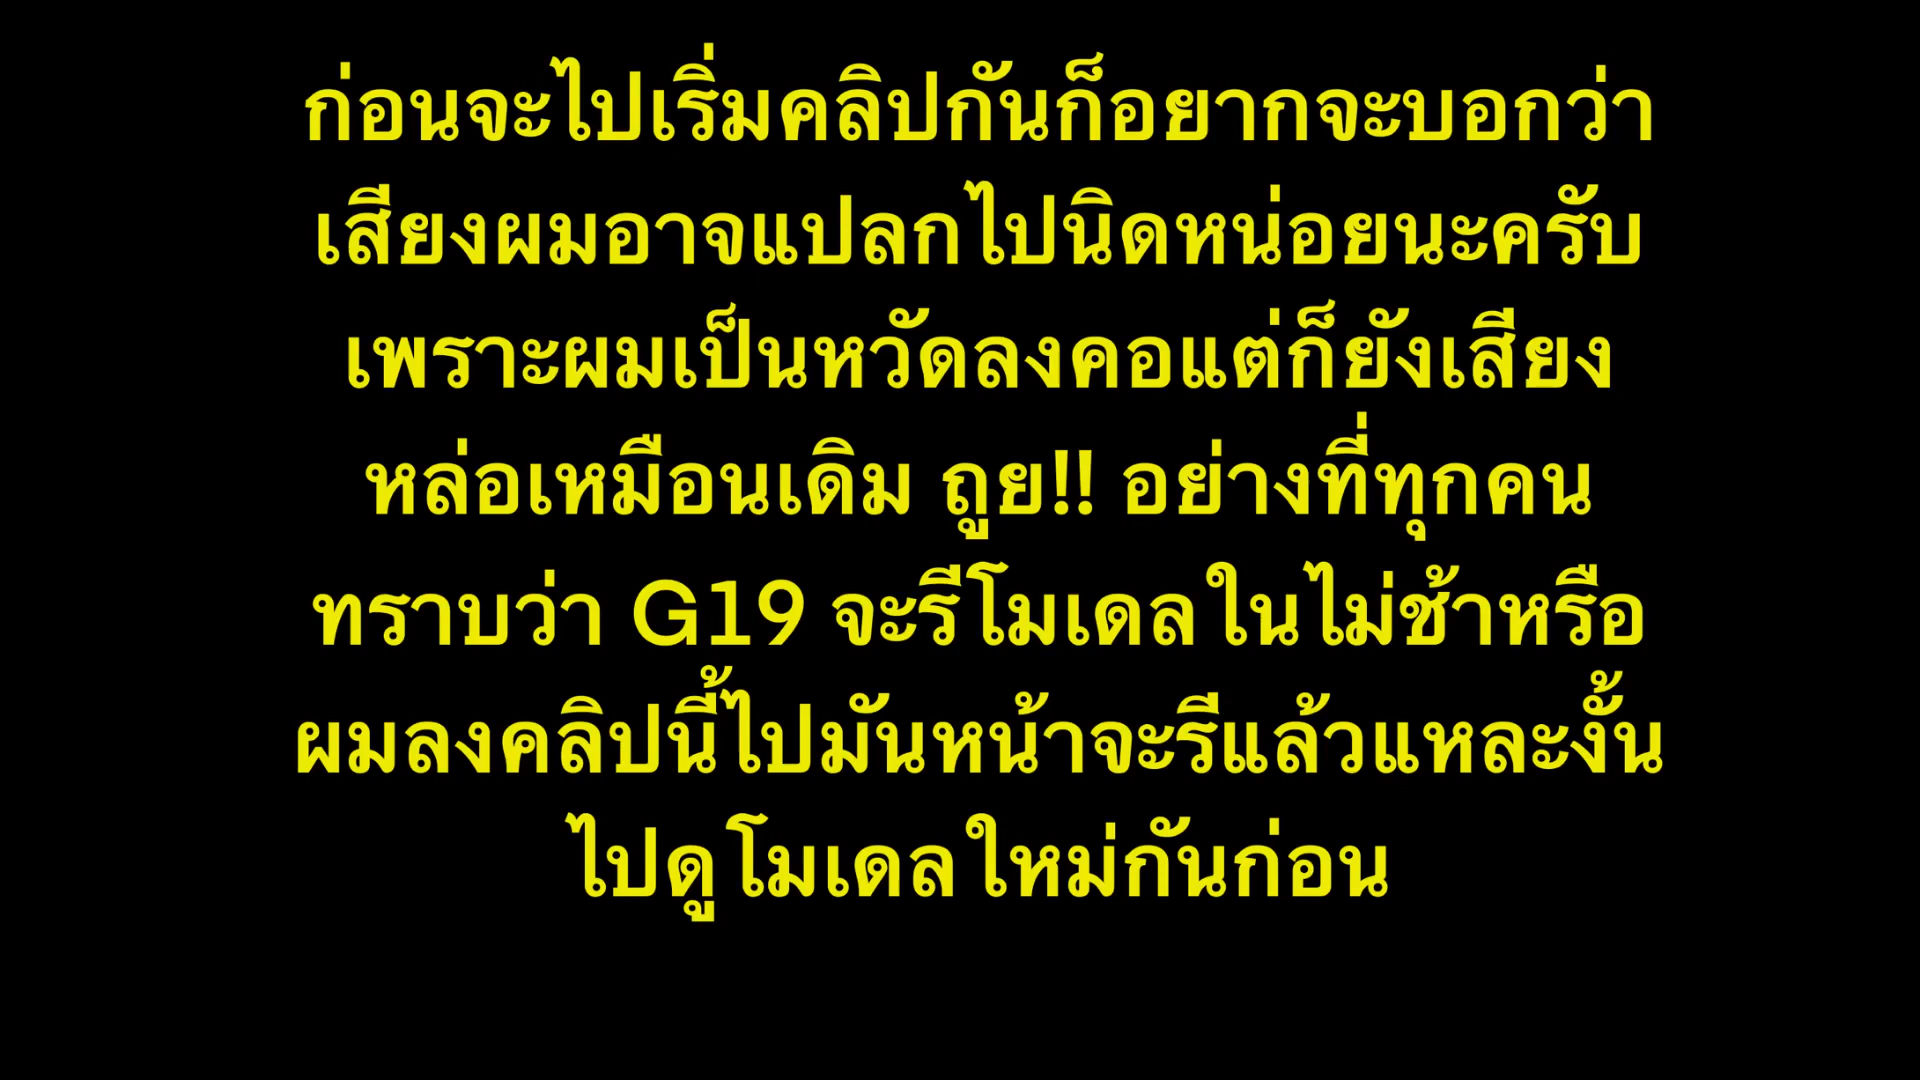 ก่อนจะไปเริ่มคลิปกันก็อยากจะบอกว่า
เสียงผมอาจแปลกไปนิดหน่อยนะครับ
เพราะผมเป็นหวัดลงคอแต่ก็ยังเสียง
หล่อเหมือนเดิม ถูย!! อย่างที่ทุกคน
ทราบว่า G19 จะรีโมเดลในไม่ช้าหรือ
ผมลงคลิปนี้ไปมันหน้าจะรีแล้วแหละงั้น
ไปดูโมเดลใหม่กันก่อน